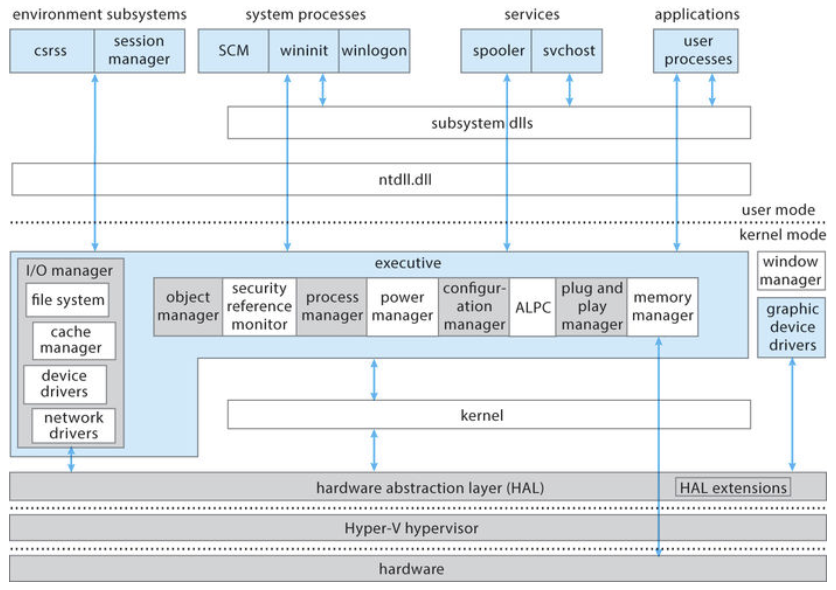 environment subsystems
system processes
services
applications
csrss
session
manager
SCM
wininit
winlogon
spooler
svchost
user
processes
subsystem dlls
ntdll.dll
user mode
kernel mode
executive
I/O manager
file system
cache
manager
device
drivers
network
drivers
object
manager
security
reference
monitor
process
manager
power
manager
configur-
ation
manager
ALPC
plug and
play
manager
memory
manager
window
manager
graphic
device
drivers
kernel
hardware abstraction layer (HAL)
HAL extensions
Hyper-V hypervisor
hardware